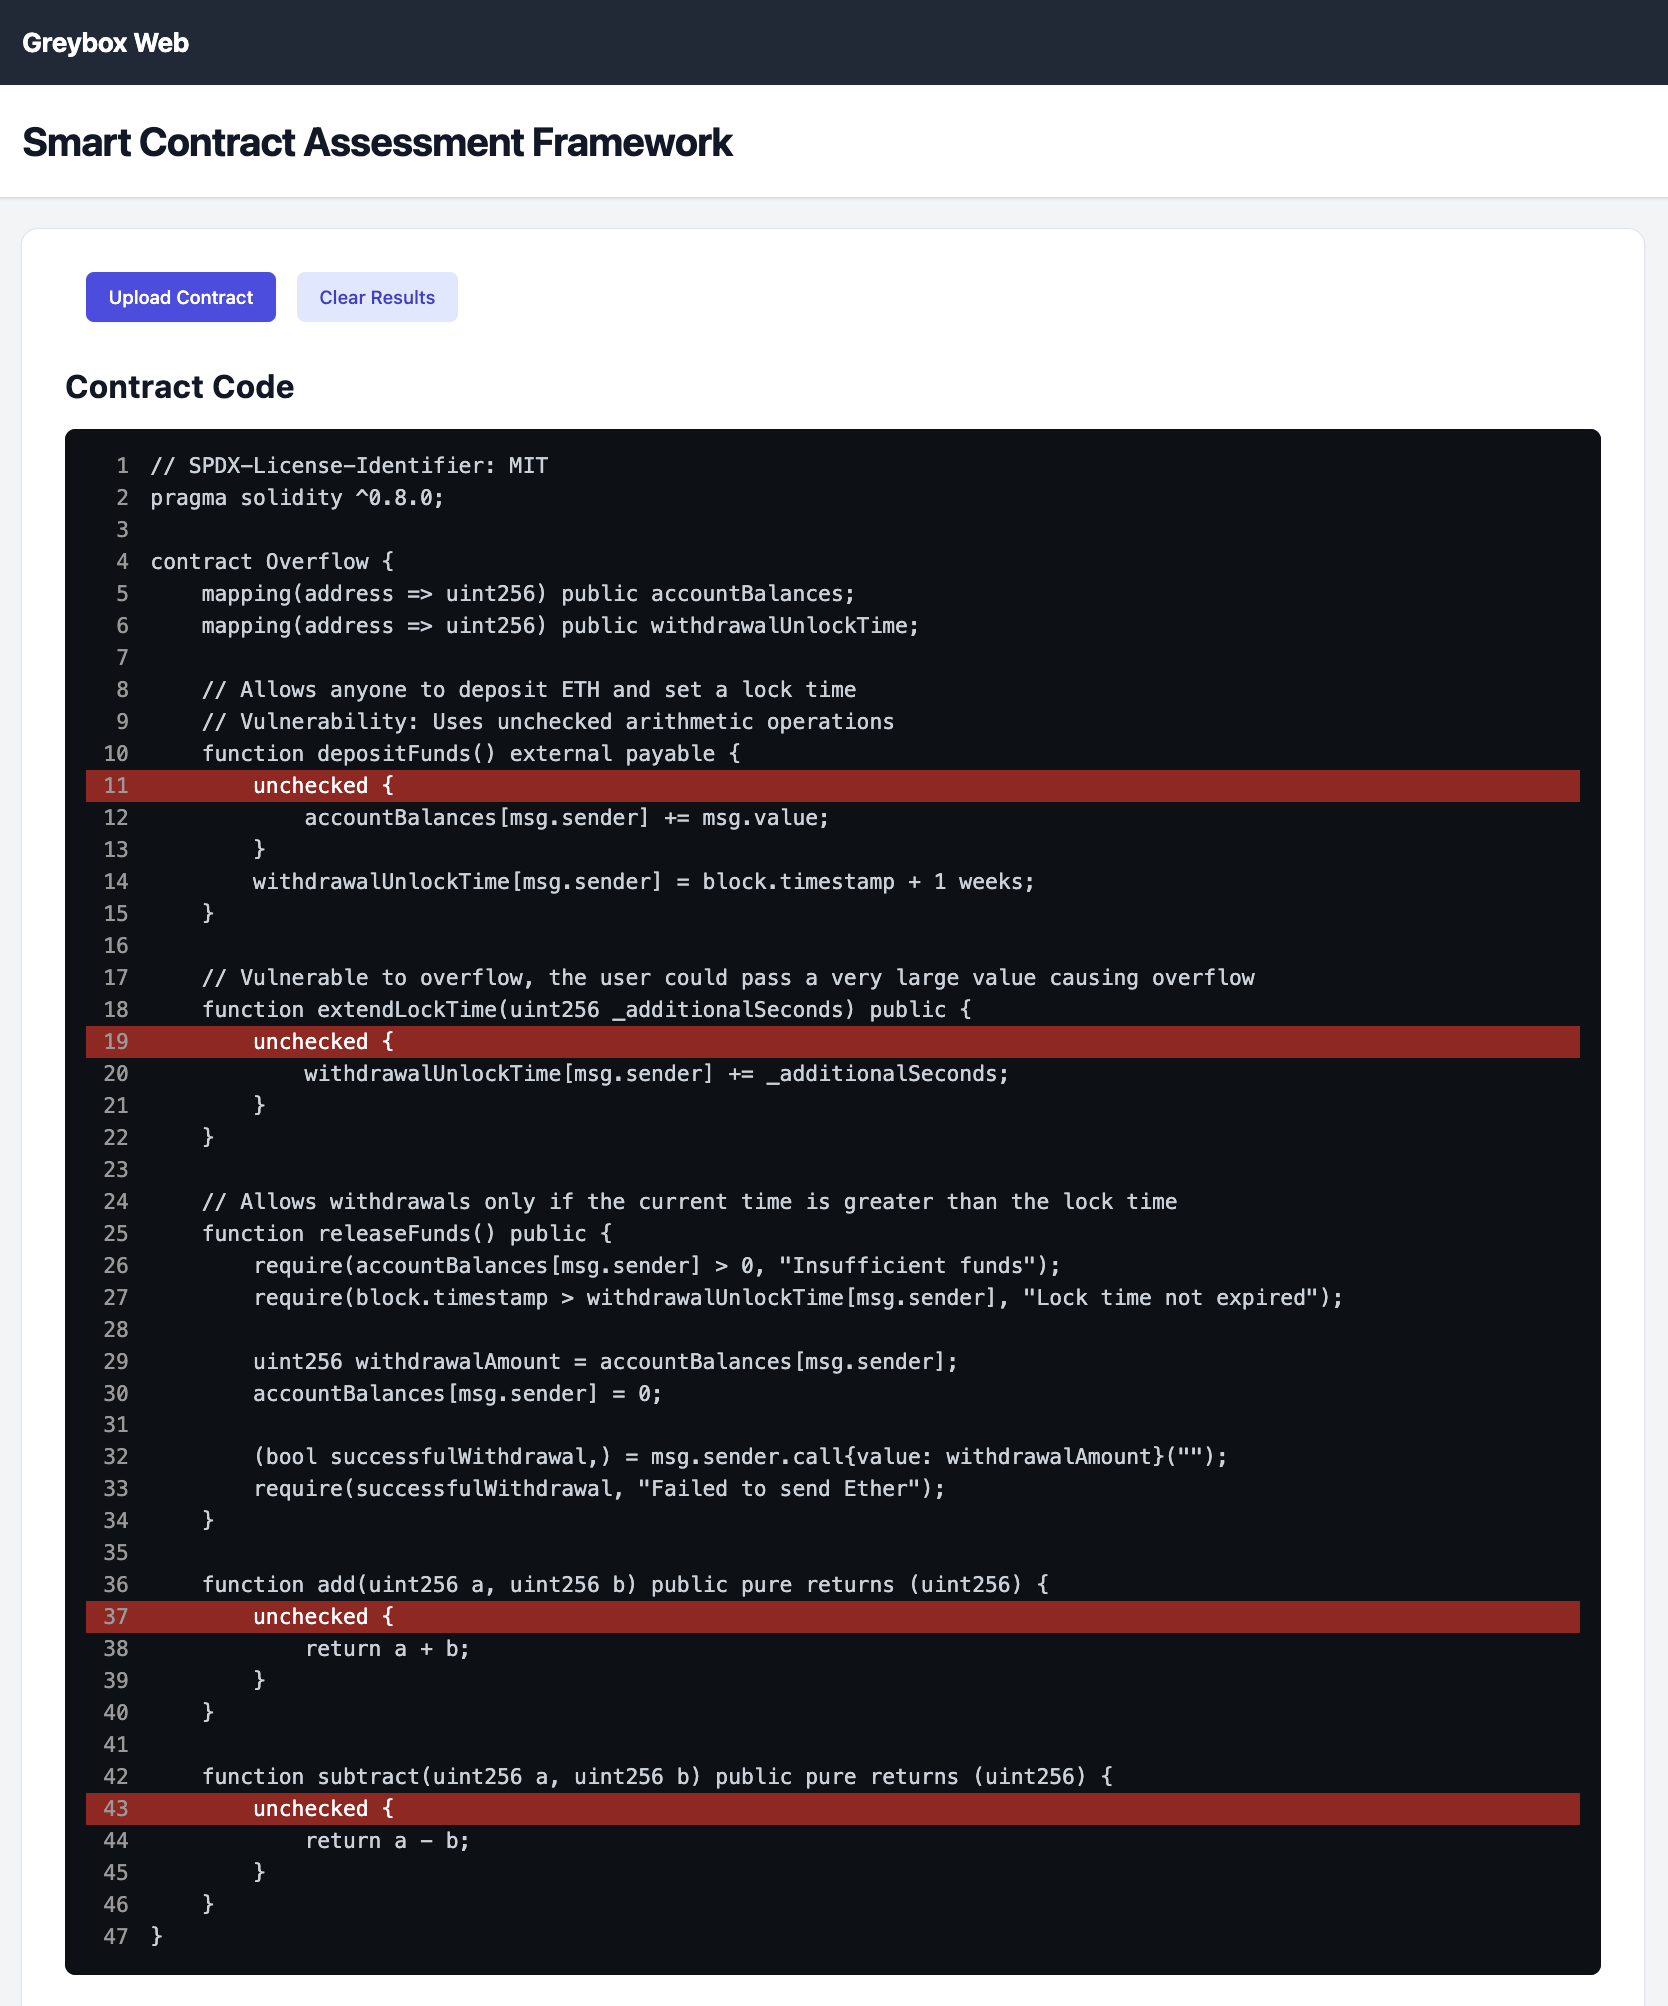 Greybox Web
Smart Contract Assessment Framework
Upload Contract Clear Results
Contract Code
1 // SPDX-License-Identifier: MIT
2 pragma solidity ^0.8.0;
3
4 contract Overflow {
5     mapping(address => uint256) public accountBalances;
6     mapping(address => uint256) public withdrawalUnlockTime;
7
8     // Allows anyone to deposit ETH and set a lock time
9     // Vulnerability: Uses unchecked arithmetic operations
10     function depositFunds() external payable {
11         unchecked {
12             accountBalances[msg.sender] += msg.value;
13         }
14         withdrawalUnlockTime[msg.sender] = block.timestamp + 1 weeks;
15     }
16
17     // Vulnerable to overflow, the user could pass a very large value causing overflow
18     function extendLockTime(uint256 _additionalSeconds) public {
19         unchecked {
20             withdrawalUnlockTime[msg.sender] += _additionalSeconds;
21         }
22     }
23
24     // Allows withdrawals only if the current time is greater than the lock time
25     function releaseFunds() public {
26         require(accountBalances[msg.sender] > 0, "Insufficient funds");
27         require(block.timestamp > withdrawalUnlockTime[msg.sender], "Lock time not expired");
28
29         uint256 withdrawalAmount = accountBalances[msg.sender];
30         accountBalances[msg.sender] = 0;
31
32         (bool successfulWithdrawal,) = msg.sender.call{value: withdrawalAmount}("");
33         require(successfulWithdrawal, "Failed to send Ether");
34     }
35
36     function add(uint256 a, uint256 b) public pure returns (uint256) {
37         unchecked {
38             return a + b;
39         }
40     }
41
42     function subtract(uint256 a, uint256 b) public pure returns (uint256) {
43         unchecked {
44             return a - b;
45         }
46     }
47 }